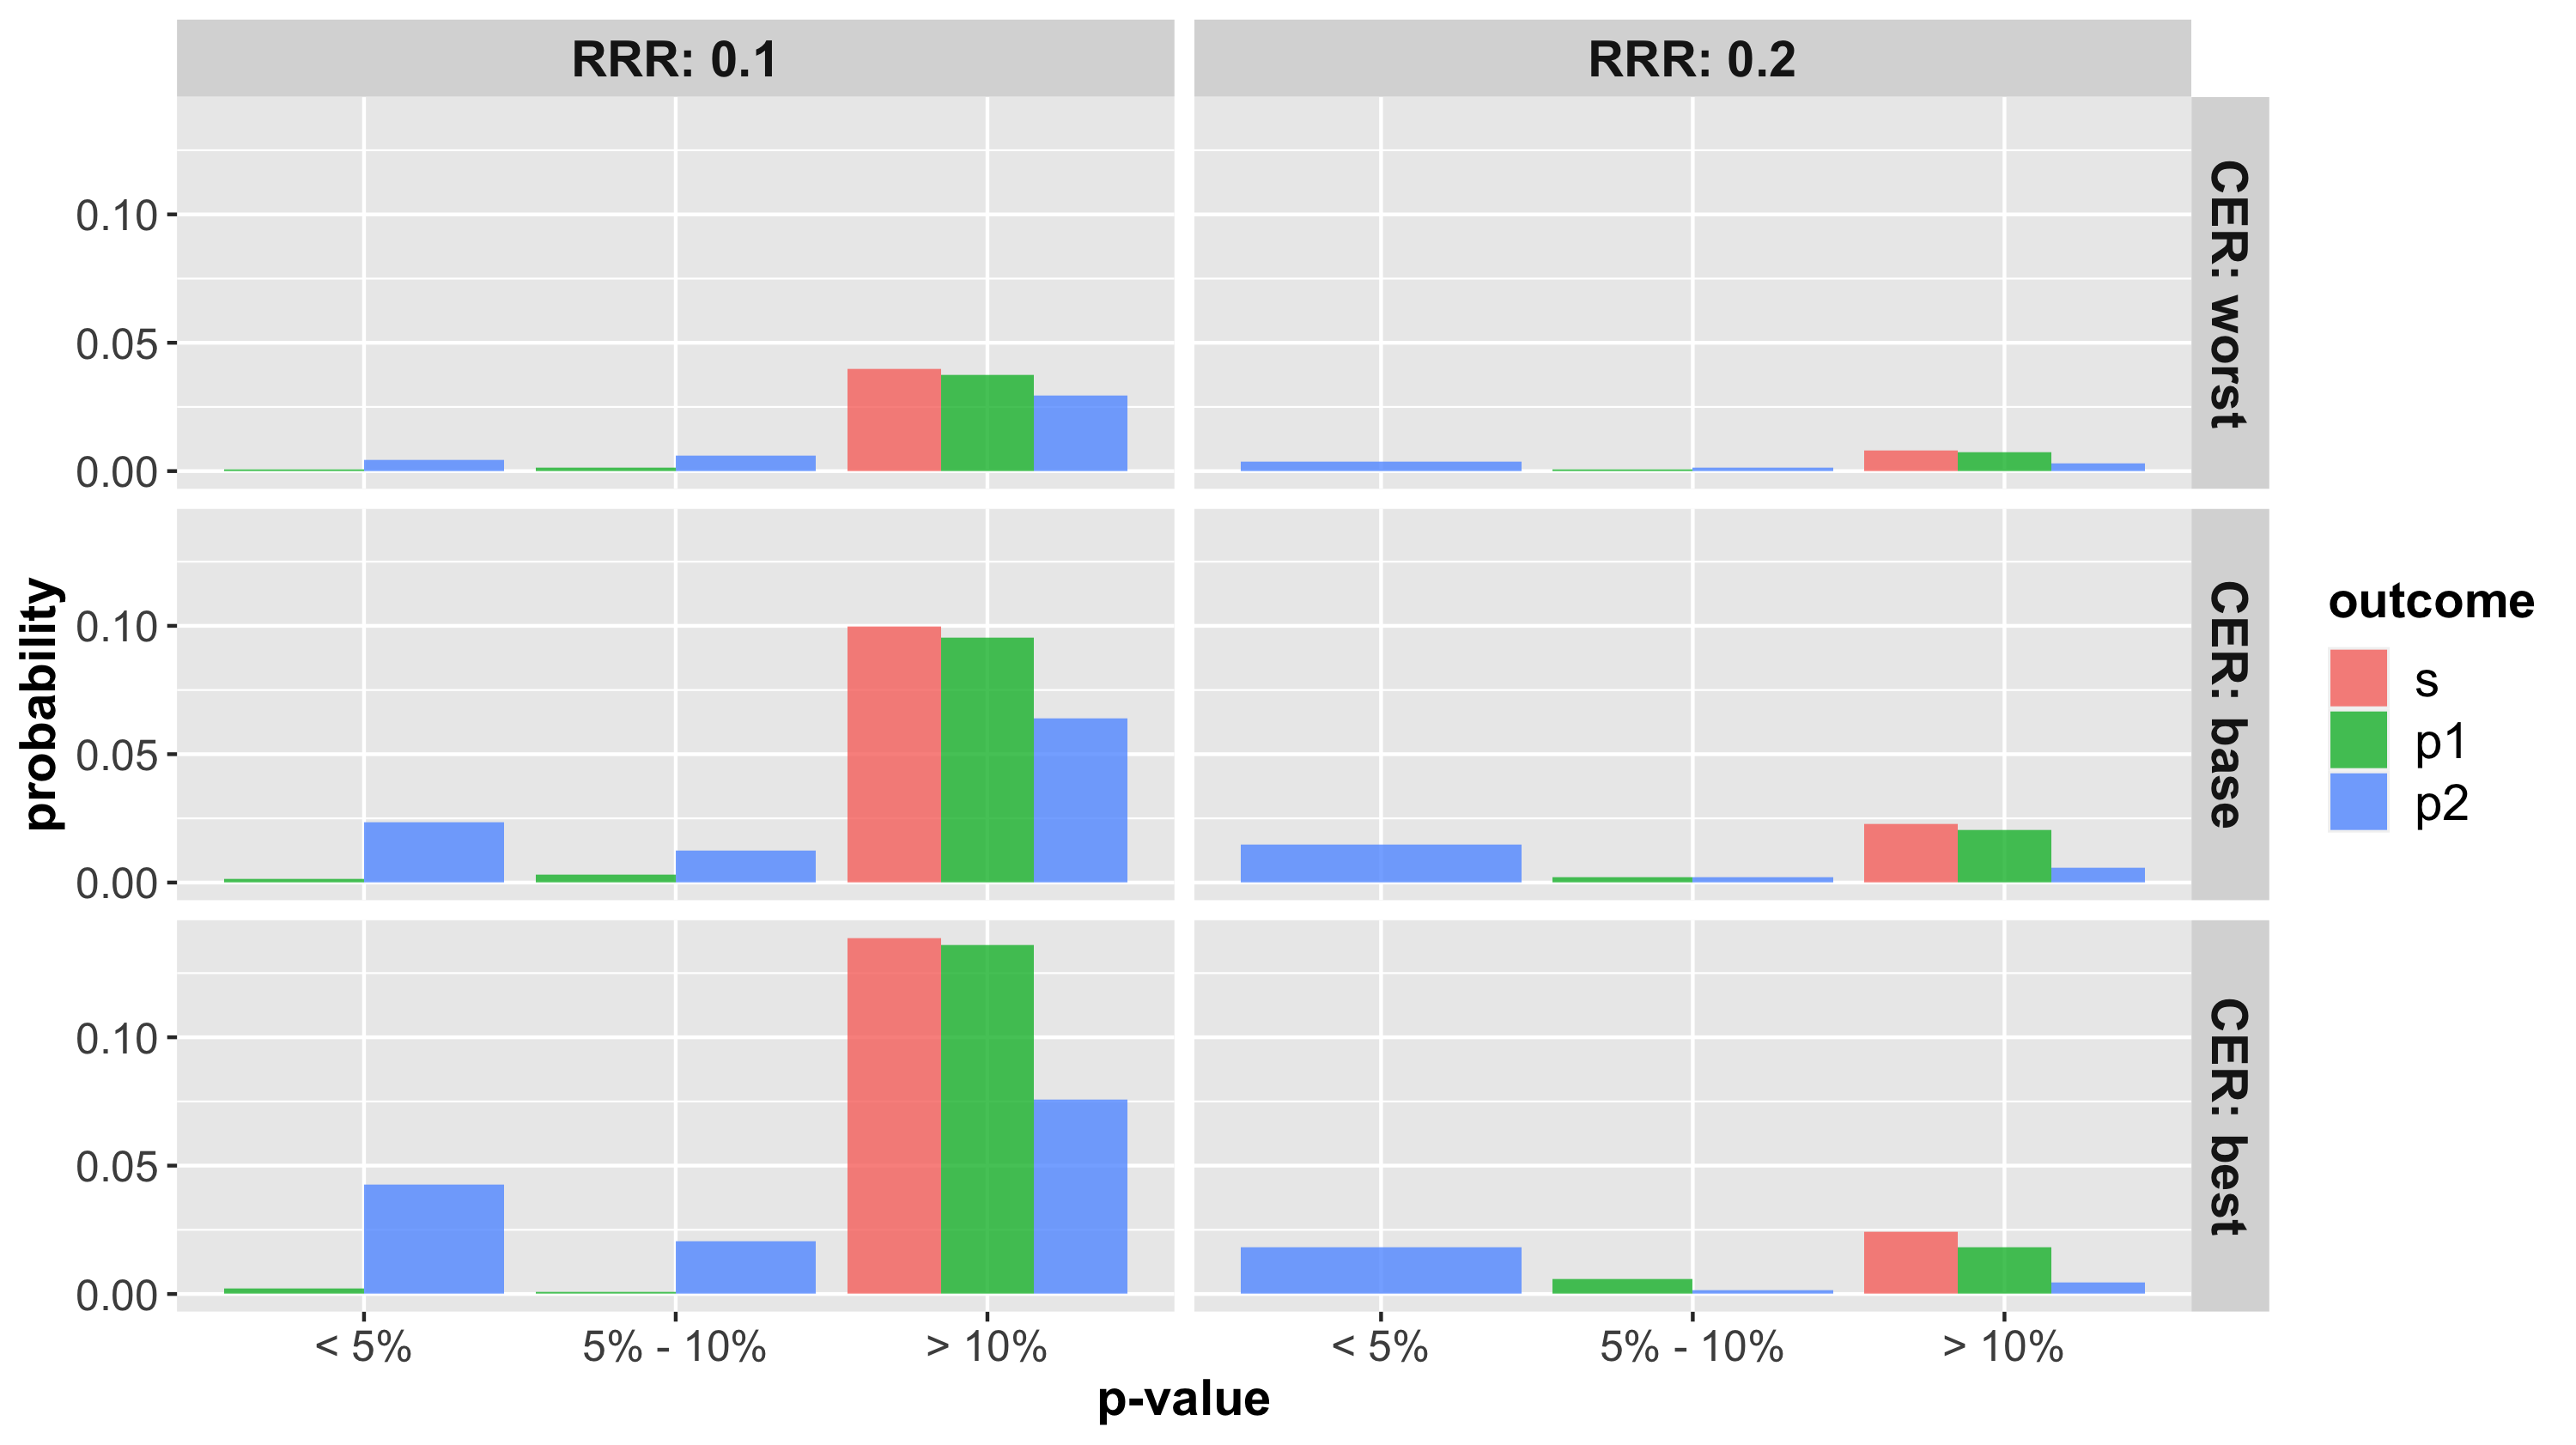 RRR: 0.1
RRR: 0.2
CER: worst
0.10
0.05
0.00
CER: base
0.10
0.05
0.00
CER: best
0.10
0.05
0.00
probability
< 5%
5% - 10%
> 10%
< 5%
5% - 10%
> 10%
p-value
outcome
s
p1
p2